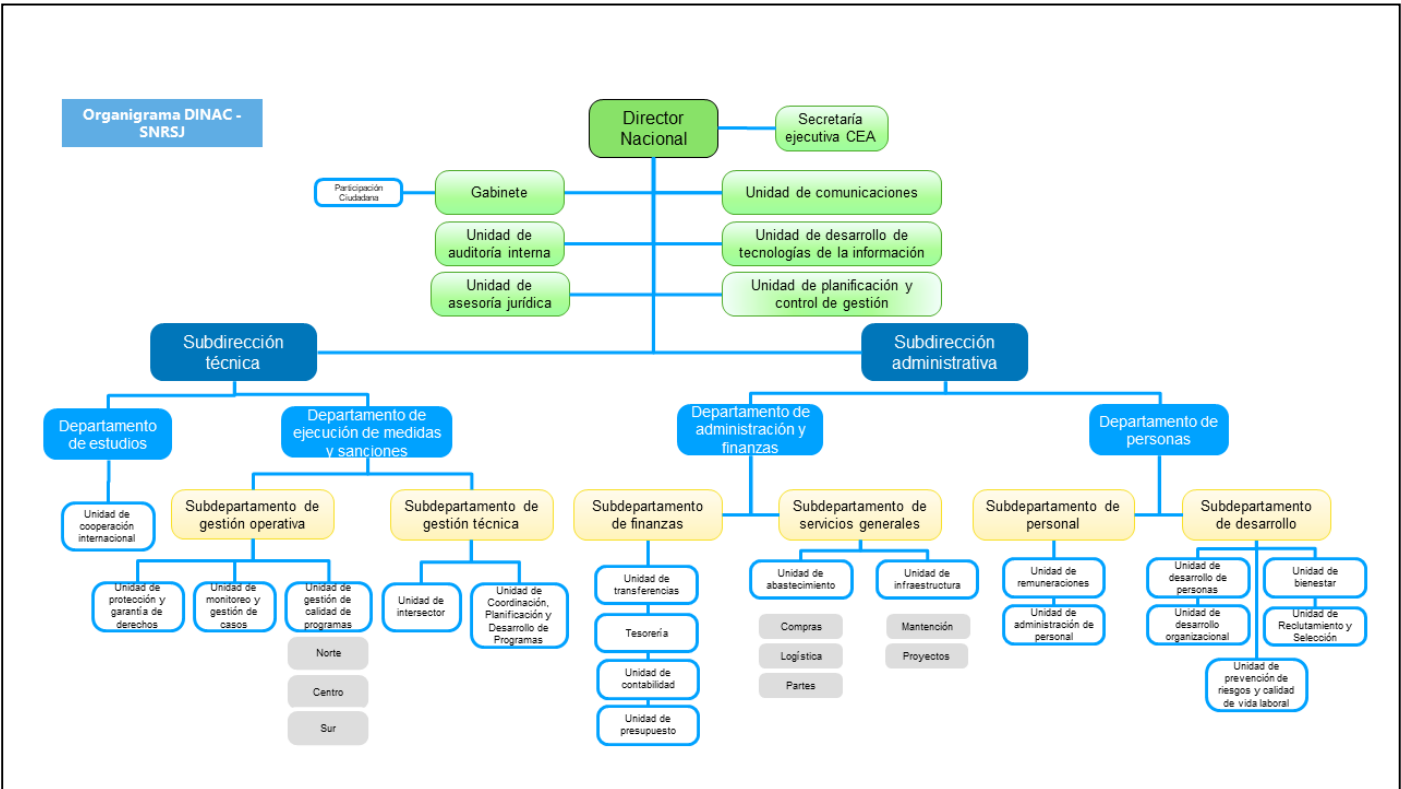 Organigrama DINAC -
SNRSJ
Director
Nacional
Secretaría
ejecutiva CEA
Participación
Ciudadana
Gabinete
Unidad de comunicaciones
Unidad de
auditoría interna
Unidad de desarrollo de
tecnologías de la información
Unidad de
asesoría jurídica
Unidad de planificación y
control de gestión
Subdirección
técnica
Subdirección
administrativa
Departamento
de estudios
Departamento de
ejecución de medidas
y sanciones
Departamento de
administración y
finanzas
Departamento de
personas
Unidad de
cooperación
internacional
Subdepartamento de
gestión operativa
Subdepartamento de
gestión técnica
Subdepartamento
de finanzas
Subdepartamento de
servicios generales
Subdepartamento de
personal
Subdepartamento
de desarrollo
Unidad de
protección y
garantía de
derechos
Unidad de
monitoreo y
gestión de
casos
Unidad de
gestión de
calidad de
programas
Norte
Centro
Sur
Unidad de
intersector
Unidad de
Coordinación,
Planificación y
Desarrollo de
Programas
Unidad de
transferencias
Tesorería
Unidad de
contabilidad
Unidad de
presupuesto
Unidad de
abastecimiento
Compras
Logística
Partes
Unidad de
infraestructura
Mantención
Proyectos
Unidad de
remuneraciones
Unidad de
administración de
personal
Unidad de
desarrollo de
personas
Unidad de
desarrollo
organizacional
Unidad de
bienestar
Unidad de
Reclutamiento y
Selección
Unidad de
prevención de
riesgos y calidad
de vida laboral